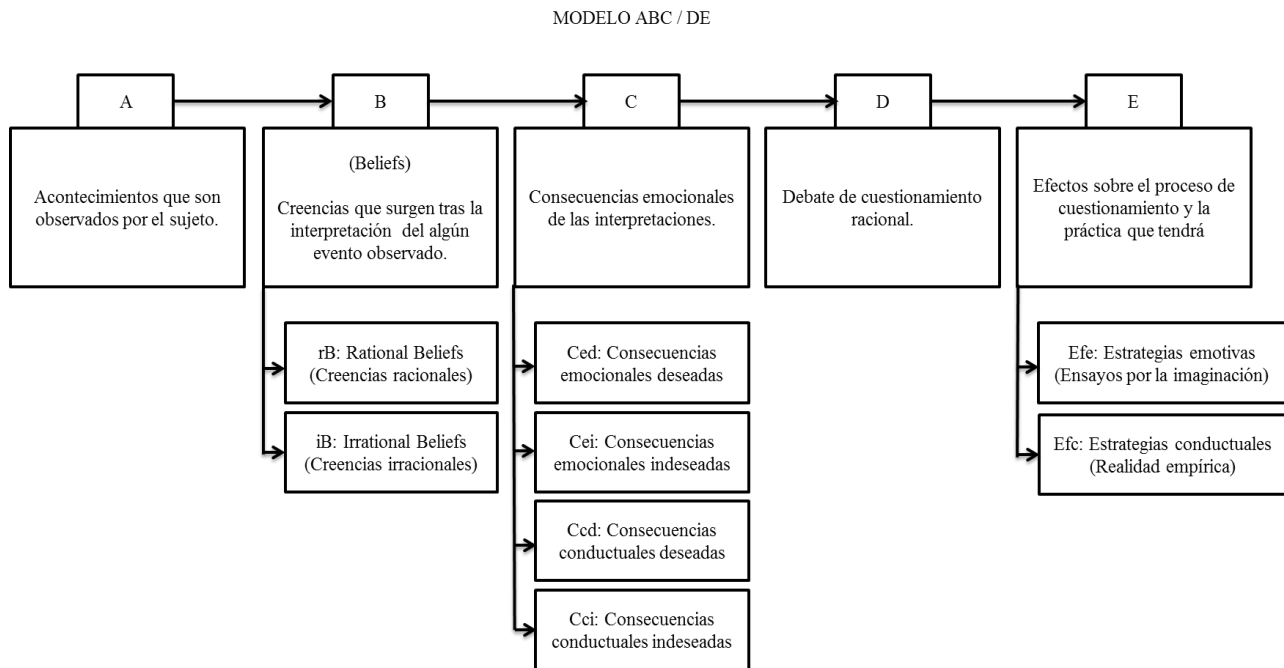 MODELO ABC / DE
A
B
C
D
E
Acontecimientos que son
observados por el sujeto.
(Beliefs)
Creencias que surgen tras la
interpretación del algún
evento observado.
Consecuencias emocionales
de las interpretaciones.
Debate de cuestionamiento
racional.
Efectos sobre el proceso de
cuestionamiento y la
práctica que tendrá
rB: Rational Beliefs
(Creencias racionales)
iB: Irrational Beliefs
(Creencias irracionales)
Ced: Consecuencias
emocionales deseadas
Cei: Consecuencias
emocionales indeseadas
Ccd: Consecuencias
conductuales deseadas
Cci: Consecuencias
conductuales indeseadas
Efe: Estrategias emotivas
(Ensayos por la imaginación)
Efc: Estrategias conductuales
(Realidad empírica)